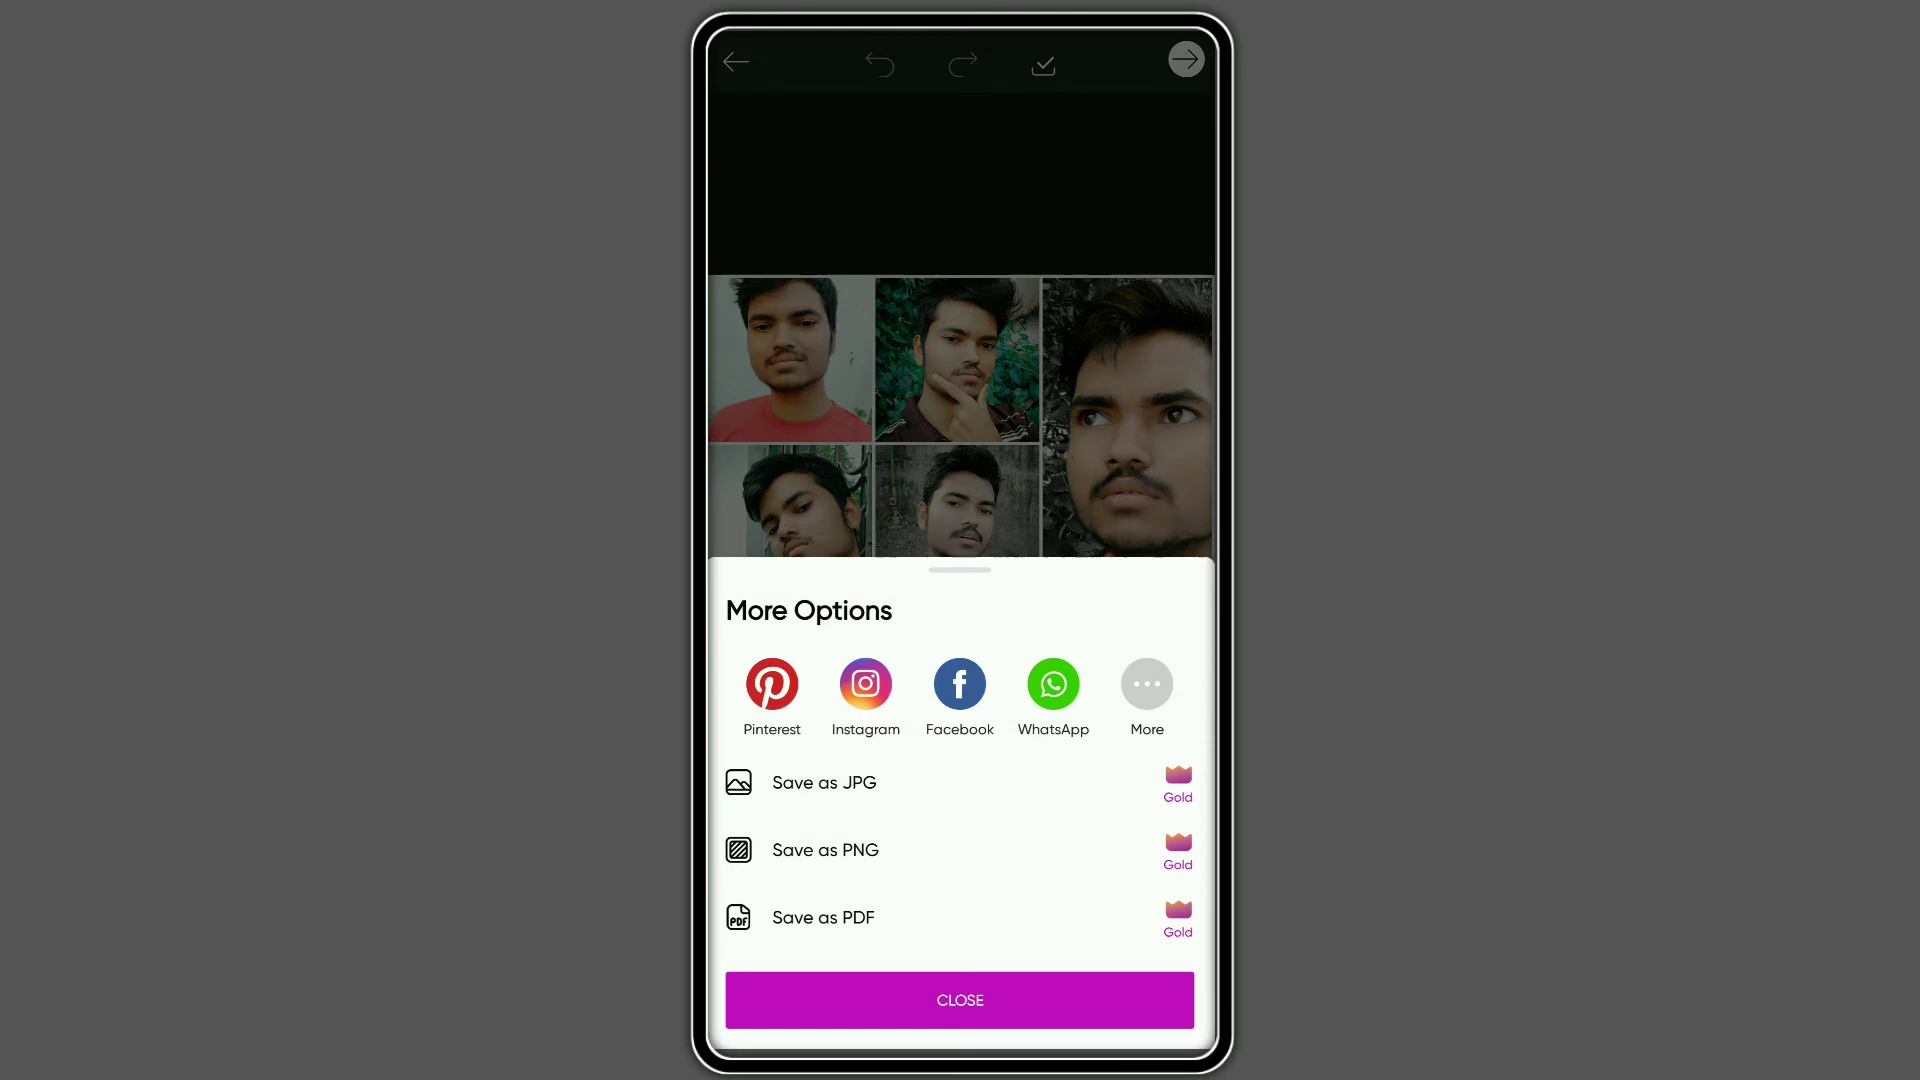 More Options
Pinterest
Instagram
Facebook
WhatsApp
More
Save as JPG
Gold
Save as PNG
Gold
PDF
Save as PDF
Gold
CLOSE